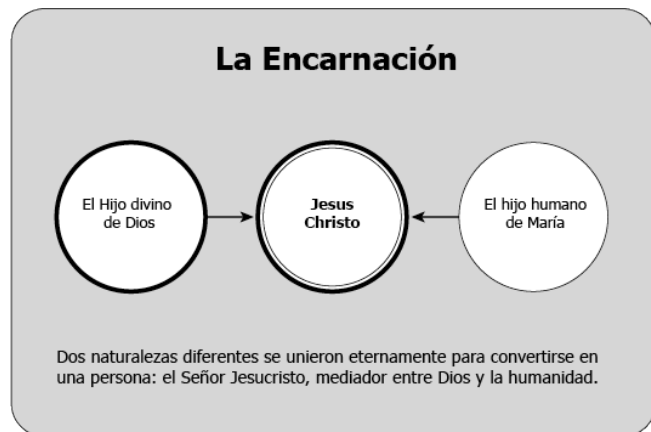 La Encarnación
El Hijo divino
de Dios
Jesus
Christo
El hijo humano
de María
Dos naturalezas diferentes se unieron eternamente para convertirse en
una persona: el Señor Jesucristo, mediador entre Dios y la humanidad.